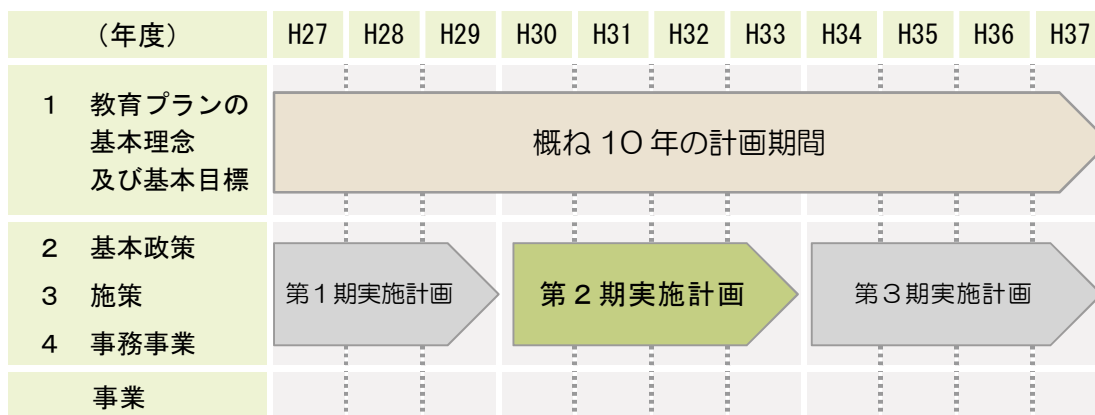 （年度） H27 H28 H29 H30 H31 H32 H33 H34 H35 H36 H37
１ 教育プランの
基本理念
及び基本目標
概ね 10 年の計画期間
２ 基本政策
３ 施策
４ 事務事業
第１期実施計画 第２期実施計画 第３期実施計画
事業